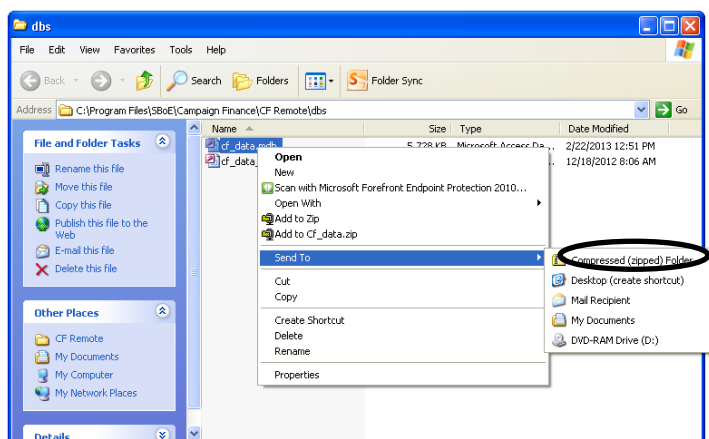 dbs
File Edit View Favorites Tools Help
Back Search Folders Folder Sync
Address C:\Program Files\SBoE\Campaign Finance\CF Remote\dbs Go
File and Folder Tasks
Rename this file
Move this file
Copy this file
Publish this file to the
Web
E-mail this file
Delete this file
Other Places
CF Remote
My Documents
My Computer
My Network Places
Details
Name Size Type Date Modified
cf_data.mdb 5,728 KB Microsoft Access Da... 2/22/2013 12:51 PM
cf_data_ 12/18/2012 8:06 AM
Open
New
Scan with Microsoft Forefront Endpoint Protection 2010...
Open With
Add to Zip
Add to Cf_data.zip
Send To
Cut
Copy
Create Shortcut
Delete
Rename
Properties
Compressed (zipped) Folder
Desktop (create shortcut)
Mail Recipient
My Documents
DVD-RAM Drive (D:)